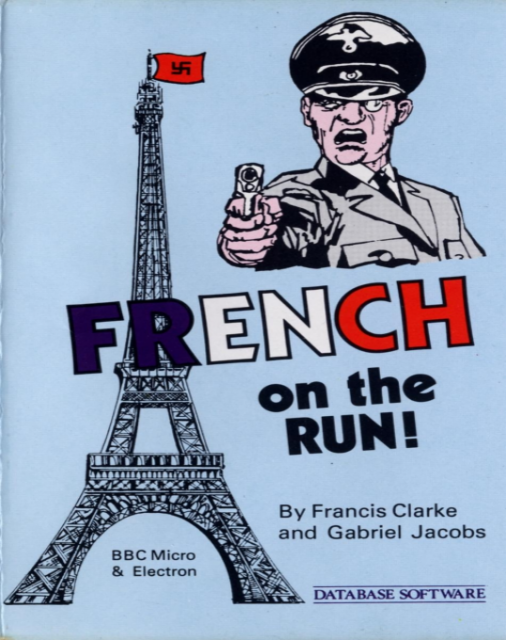 FRENCH
on the
RUN!
By Francis Clarke
and Gabriel Jacobs
BBC Micro
& Electron
DATABASE SOFTWARE